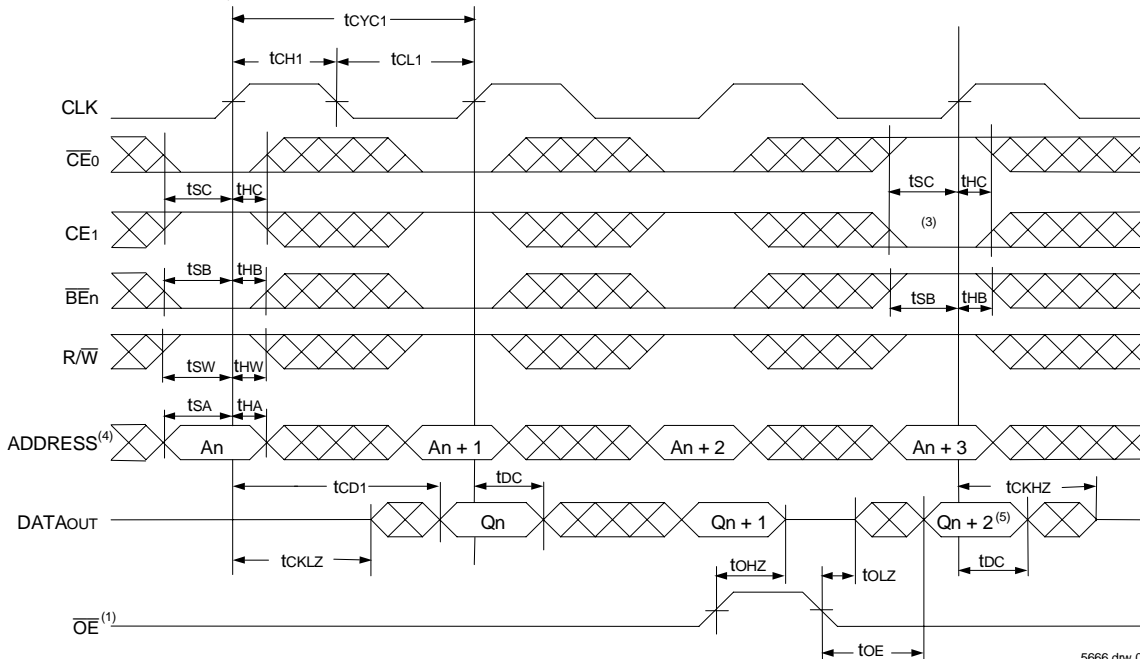 tCYC1
tCH1 tCL1
CLK
CE0
tSC tHC tSC tHC
CE1 (3)
tSB tHB
BEn
tSB tHB
R/W
tSW tHW
tSA tHA
ADDRESS(4) An An + 1 An + 2 An + 3
tCD1 tDC tCKHZ
DATAOUT Qn Qn + 1 Qn + 2(5)
tCKLZ tOHZ tOLZ tDC
OE(1)
tOE
5666 drw